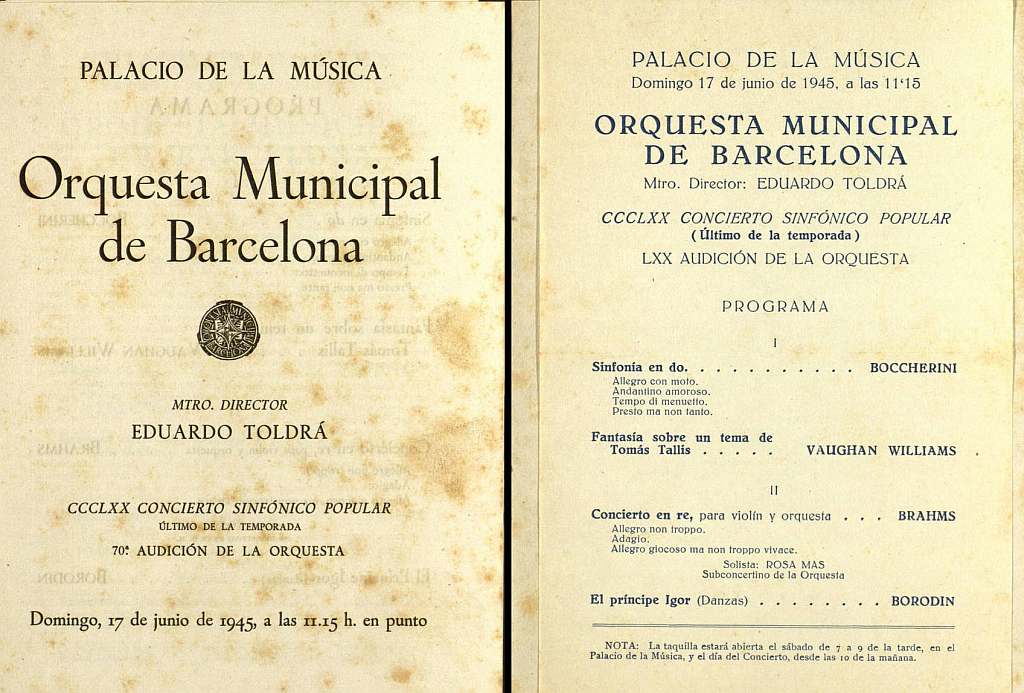 PALACIO DE LA MÚSICA
Orquesta Municipal
de Barcelona
MTRO. DIRECTOR
EDUARDO TOLDRÁ
CCCLXX CONCIERTO SINFÓNICO POPULAR
ÚLTIMO DE LA TEMPORADA
70.ª AUDICIÓN DE LA ORQUESTA
Domingo, 17 de junio de 1945, a las 11.15 h. en punto
PALACIO DE LA MÚSICA
Domingo 17 de junio de 1945, a las 11'15
ORQUESTA MUNICIPAL
DE BARCELONA
Mtro. Director: EDUARDO TOLDRÁ
CCCLXX CONCIERTO SINFÓNICO POPULAR
(Último de la temporada)
LXX AUDICIÓN DE LA ORQUESTA
PROGRAMA
I
Sinfonía en do. . . . . . . . . . . BOCCHERINI
Allegro con moto.
Andantino amoroso.
Tempo di menuetto.
Presto ma non tanto.
Fantasía sobre un tema de
Tomás Tallis . . . . . VAUGHAN WILLIAMS
II
Concierto en re, para violín y orquesta . . . BRAHMS
Allegro non troppo.
Adagio.
Allegro giocoso ma non troppo vivace.
Solista: ROSA MAS
Subconcertino de la Orquesta
El príncipe Igor (Danzas) . . . . . . . . BORODIN
NOTA: La taquilla estará abierta el sábado de 7 a 9 de la tarde, en el
Palacio de la Música, y el día del Concierto, desde las 10 de la mañana.